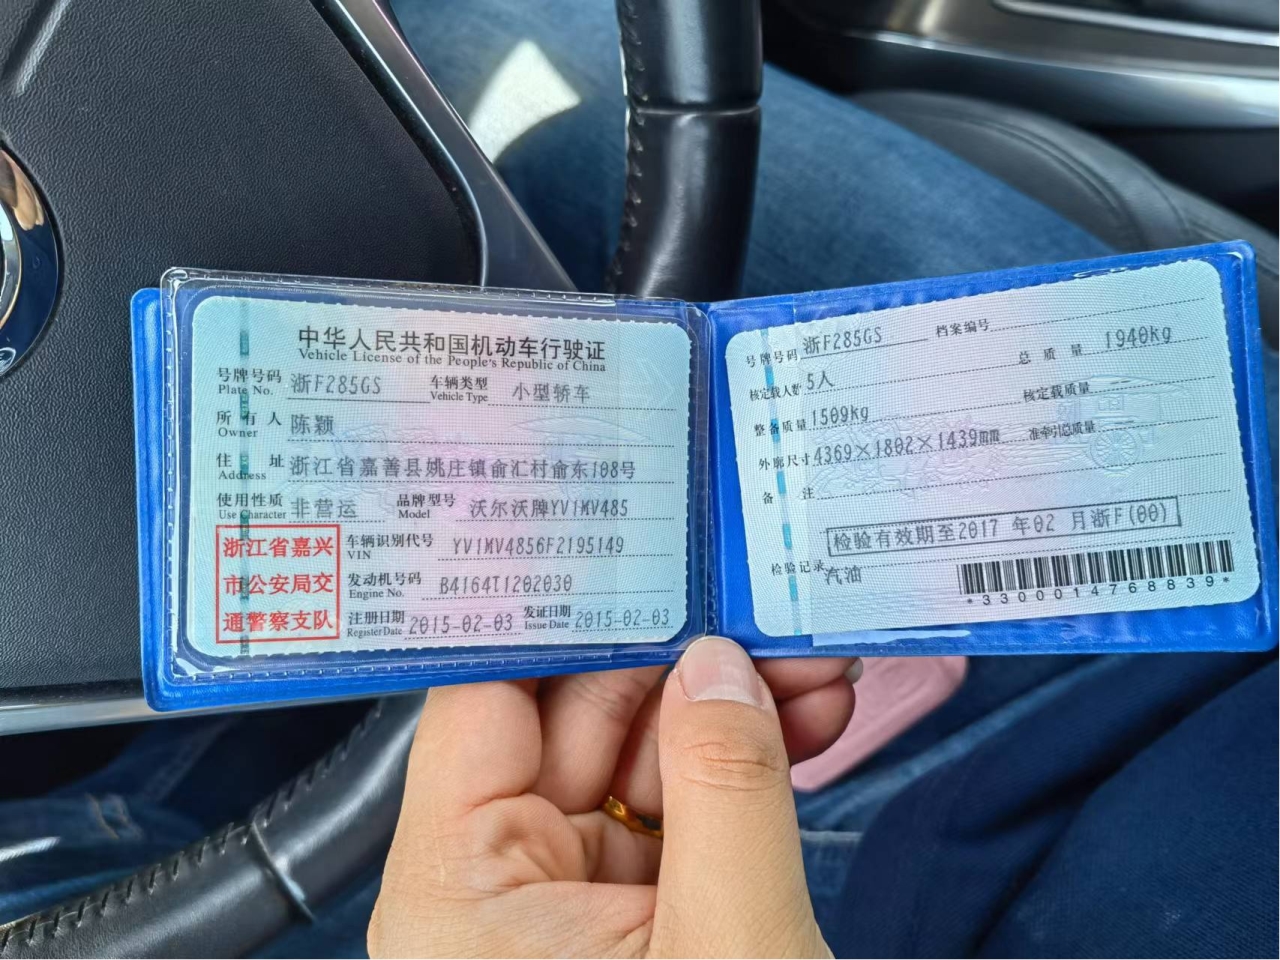 中华人民共和国机动车行驶证
Vehicle License of the People's Republic of China
号牌号码 浙F285GS 车辆类型 小型轿车
Plate No. Vehicle Type
所有人 陈颖
Owner
住址 浙江省嘉善县姚庄镇俞汇村俞东108号
Address
使用性质 非营运 品牌型号 沃尔沃牌YV1MV485
Use Character Model
浙江省嘉兴
市公安局交
通警察支队
车辆识别代号 YV1MV4856F2195149
VIN
发动机号码 B4164T1202030
Engine No.
注册日期 2015-02-03 发证日期 2015-02-03
Register Date Issue Date
号牌号码 浙F285GS 档案编号
核定载人数 5人 总质量 1940kg
整备质量 1509kg 核定载质量
外廓尺寸 4369×1802×1439mm 准牵引总质量
备注
检验有效期至2017 年02 月浙F(00)
检验记录
汽油
*3300014768839*